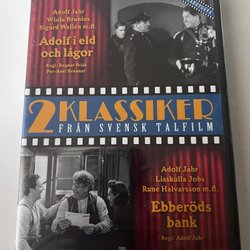 Adolf Jahr
Wiola Brunius
Sigurd Wallén m.fl.
Adolf i eld
och lågor
Regi: Ragnar Frisk
Per-Axel Branner
2 KLASSIKER
FRÅN SVENSK TALFILM
Adolf Jahr
Lisskulla Jobs
Rune Halvarsson m.fl.
Ebberöds
bank
Regi: Adolf Jahr